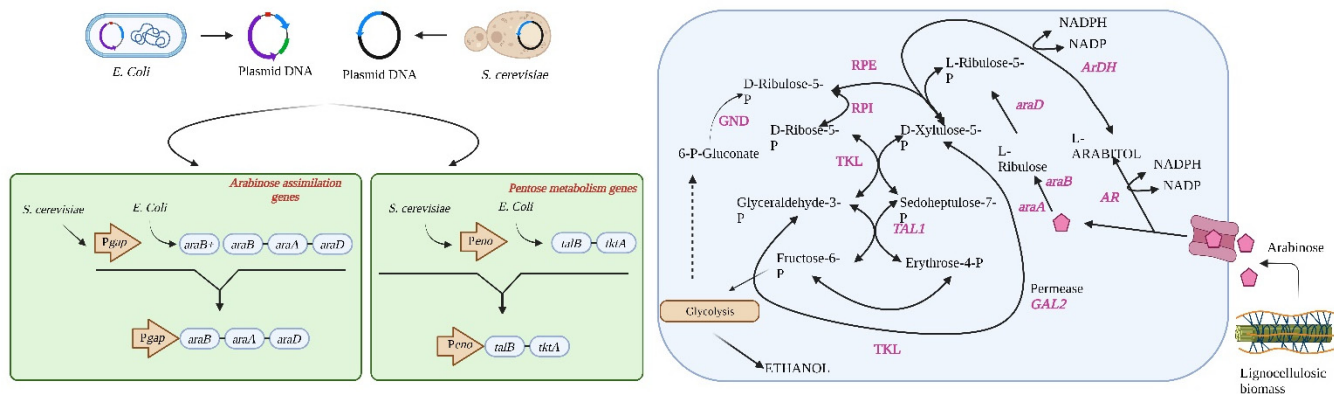 E. Coli
Plasmid DNA
Plasmid DNA
S. cerevisiae
Arabinose assimilation
genes
S. cerevisiae
E. Coli
Pgap
araB+
araB
araA
araD
Pgap
araB
araA
araD
Pentose metabolism genes
S. cerevisiae
E. Coli
Peno
talB
tktA
Peno
talB
tktA
NADPH
NADP
ArDH
RPE
L-Ribulose-5-
P
D-Ribulose-5-
P
araD
RPI
GND
D-Ribose-5-
P
D-Xylulose-5-
P
L-
ARABITOL
6-P-Gluconate
TKL
L-
Ribulose
NADPH
NADP
araB
araA
AR
Glyceraldehyde-3-
P
Sedoheptulose-7-
P
TAL1
Arabinose
Fructose-6-
P
Erythrose-4-P
Permease
GAL2
Glycolysis
TKL
ETHANOL
Lignocellulosic
biomass